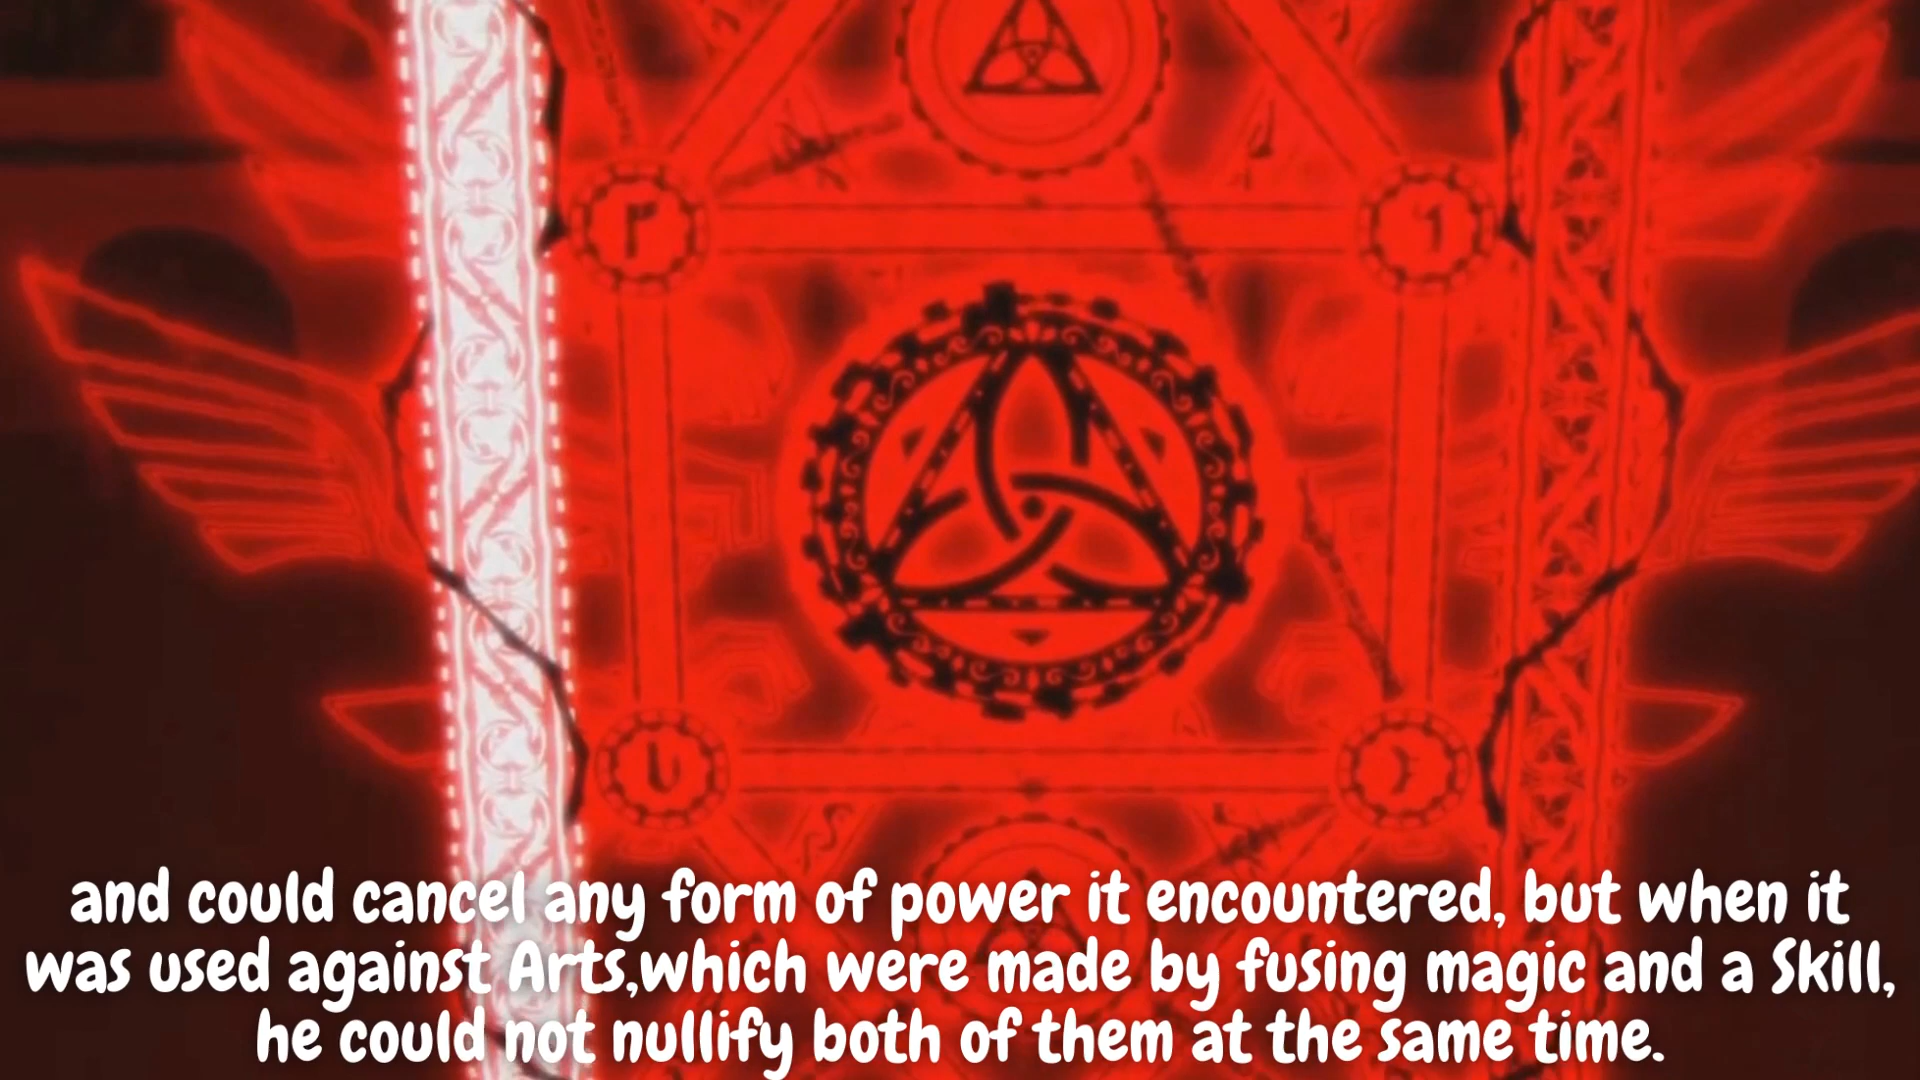 and could cancel any form of power it encountered, but when it
was used against Arts,which were made by fusing magic and a Skill,
he could not nullify both of them at the same time.